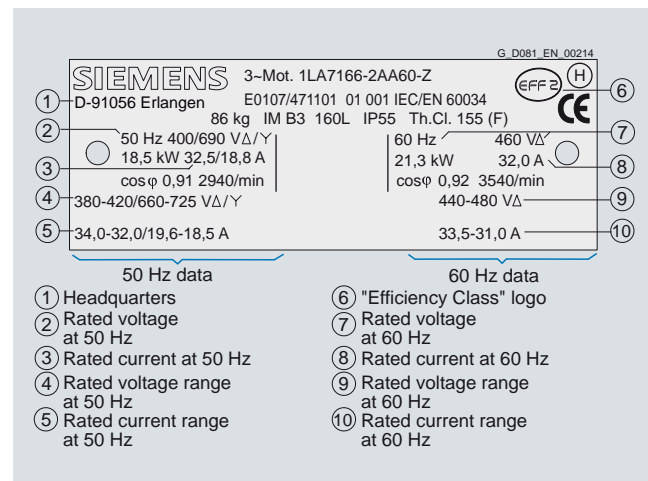 G_D081_EN_00214
SIEMENS 3~Mot. 1LA7166-2AA60-Z EFF2 H
1 D-91056 Erlangen E0107/471101 01 001 IEC/EN 60034 CE 6
86 kg IM B3 160L IP55 Th.Cl. 155 (F)
2 50 Hz 400/690 VΔ/Y 60 Hz 460 VΔ 7
3 18,5 kW 32,5/18,8 A 21,3 kW 32,0 A 8
cosφ 0,91 2940/min cosφ 0,92 3540/min
4 380-420/660-725 VΔ/Y 440-480 VΔ 9
5 34,0-32,0/19,6-18,5 A 33,5-31,0 A 10
50 Hz data 60 Hz data
1 Headquarters
2 Rated voltage
at 50 Hz
3 Rated current at 50 Hz
4 Rated voltage range
at 50 Hz
5 Rated current range
at 50 Hz
6 "Efficiency Class" logo
7 Rated voltage
at 60 Hz
8 Rated current at 60 Hz
9 Rated voltage range
at 60 Hz
10 Rated current range
at 60 Hz